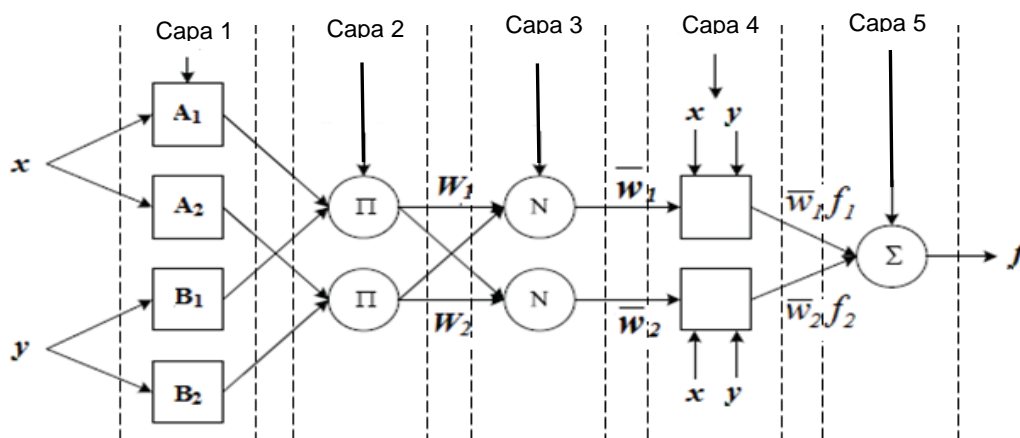 Capa 1 Capa 2 Capa 3 Capa 4 Capa 5
x y
A₁
x
W₁ w̅₁
Π N
A₂
w̅₁f₁
Σ f
B₁
Π N
w̅₂f₂
W₂ w̅₂
y
B₂
x y